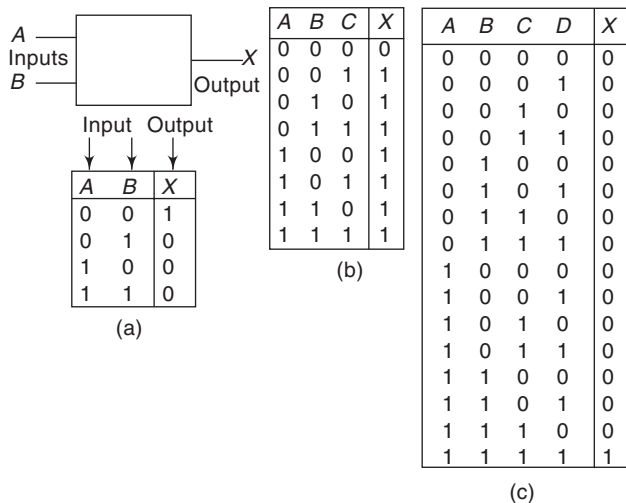 A
Inputs
B
X
Output
Input Output
A B X
0 0 1
0 1 0
1 0 0
1 1 0
(a)
A B C X
0 0 0 0
0 0 1 1
0 1 0 1
0 1 1 1
1 0 0 1
1 0 1 1
1 1 0 1
1 1 1 1
(b)
A B C D X
0 0 0 0 0
0 0 0 1 0
0 0 1 0 0
0 0 1 1 0
0 1 0 0 0
0 1 0 1 0
0 1 1 0 0
0 1 1 1 0
1 0 0 0 0
1 0 0 1 0
1 0 1 0 0
1 0 1 1 0
1 1 0 0 0
1 1 0 1 0
1 1 1 0 0
1 1 1 1 1
(c)